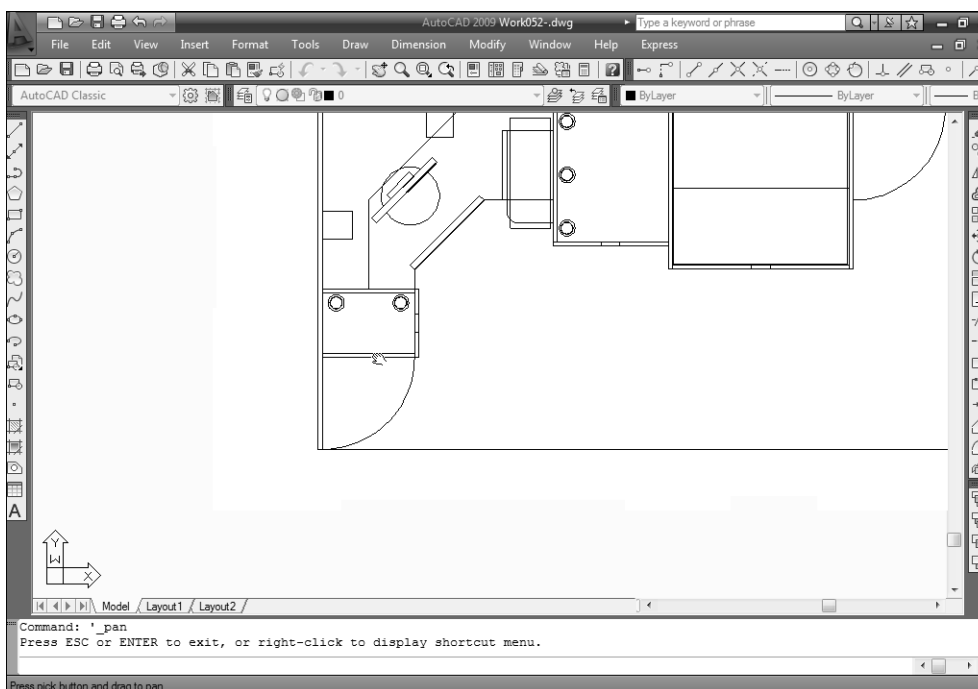 AutoCAD 2009 Work052-.dwg
Type a keyword or phrase
File Edit View Insert Format Tools Draw Dimension Modify Window Help Express
AutoCAD Classic
0
ByLayer
ByLayer
B
A
Y
W
X
Model Layout1 Layout2
Command: '_pan
Press ESC or ENTER to exit, or right-click to display shortcut menu.
Press pick button and drag to pan